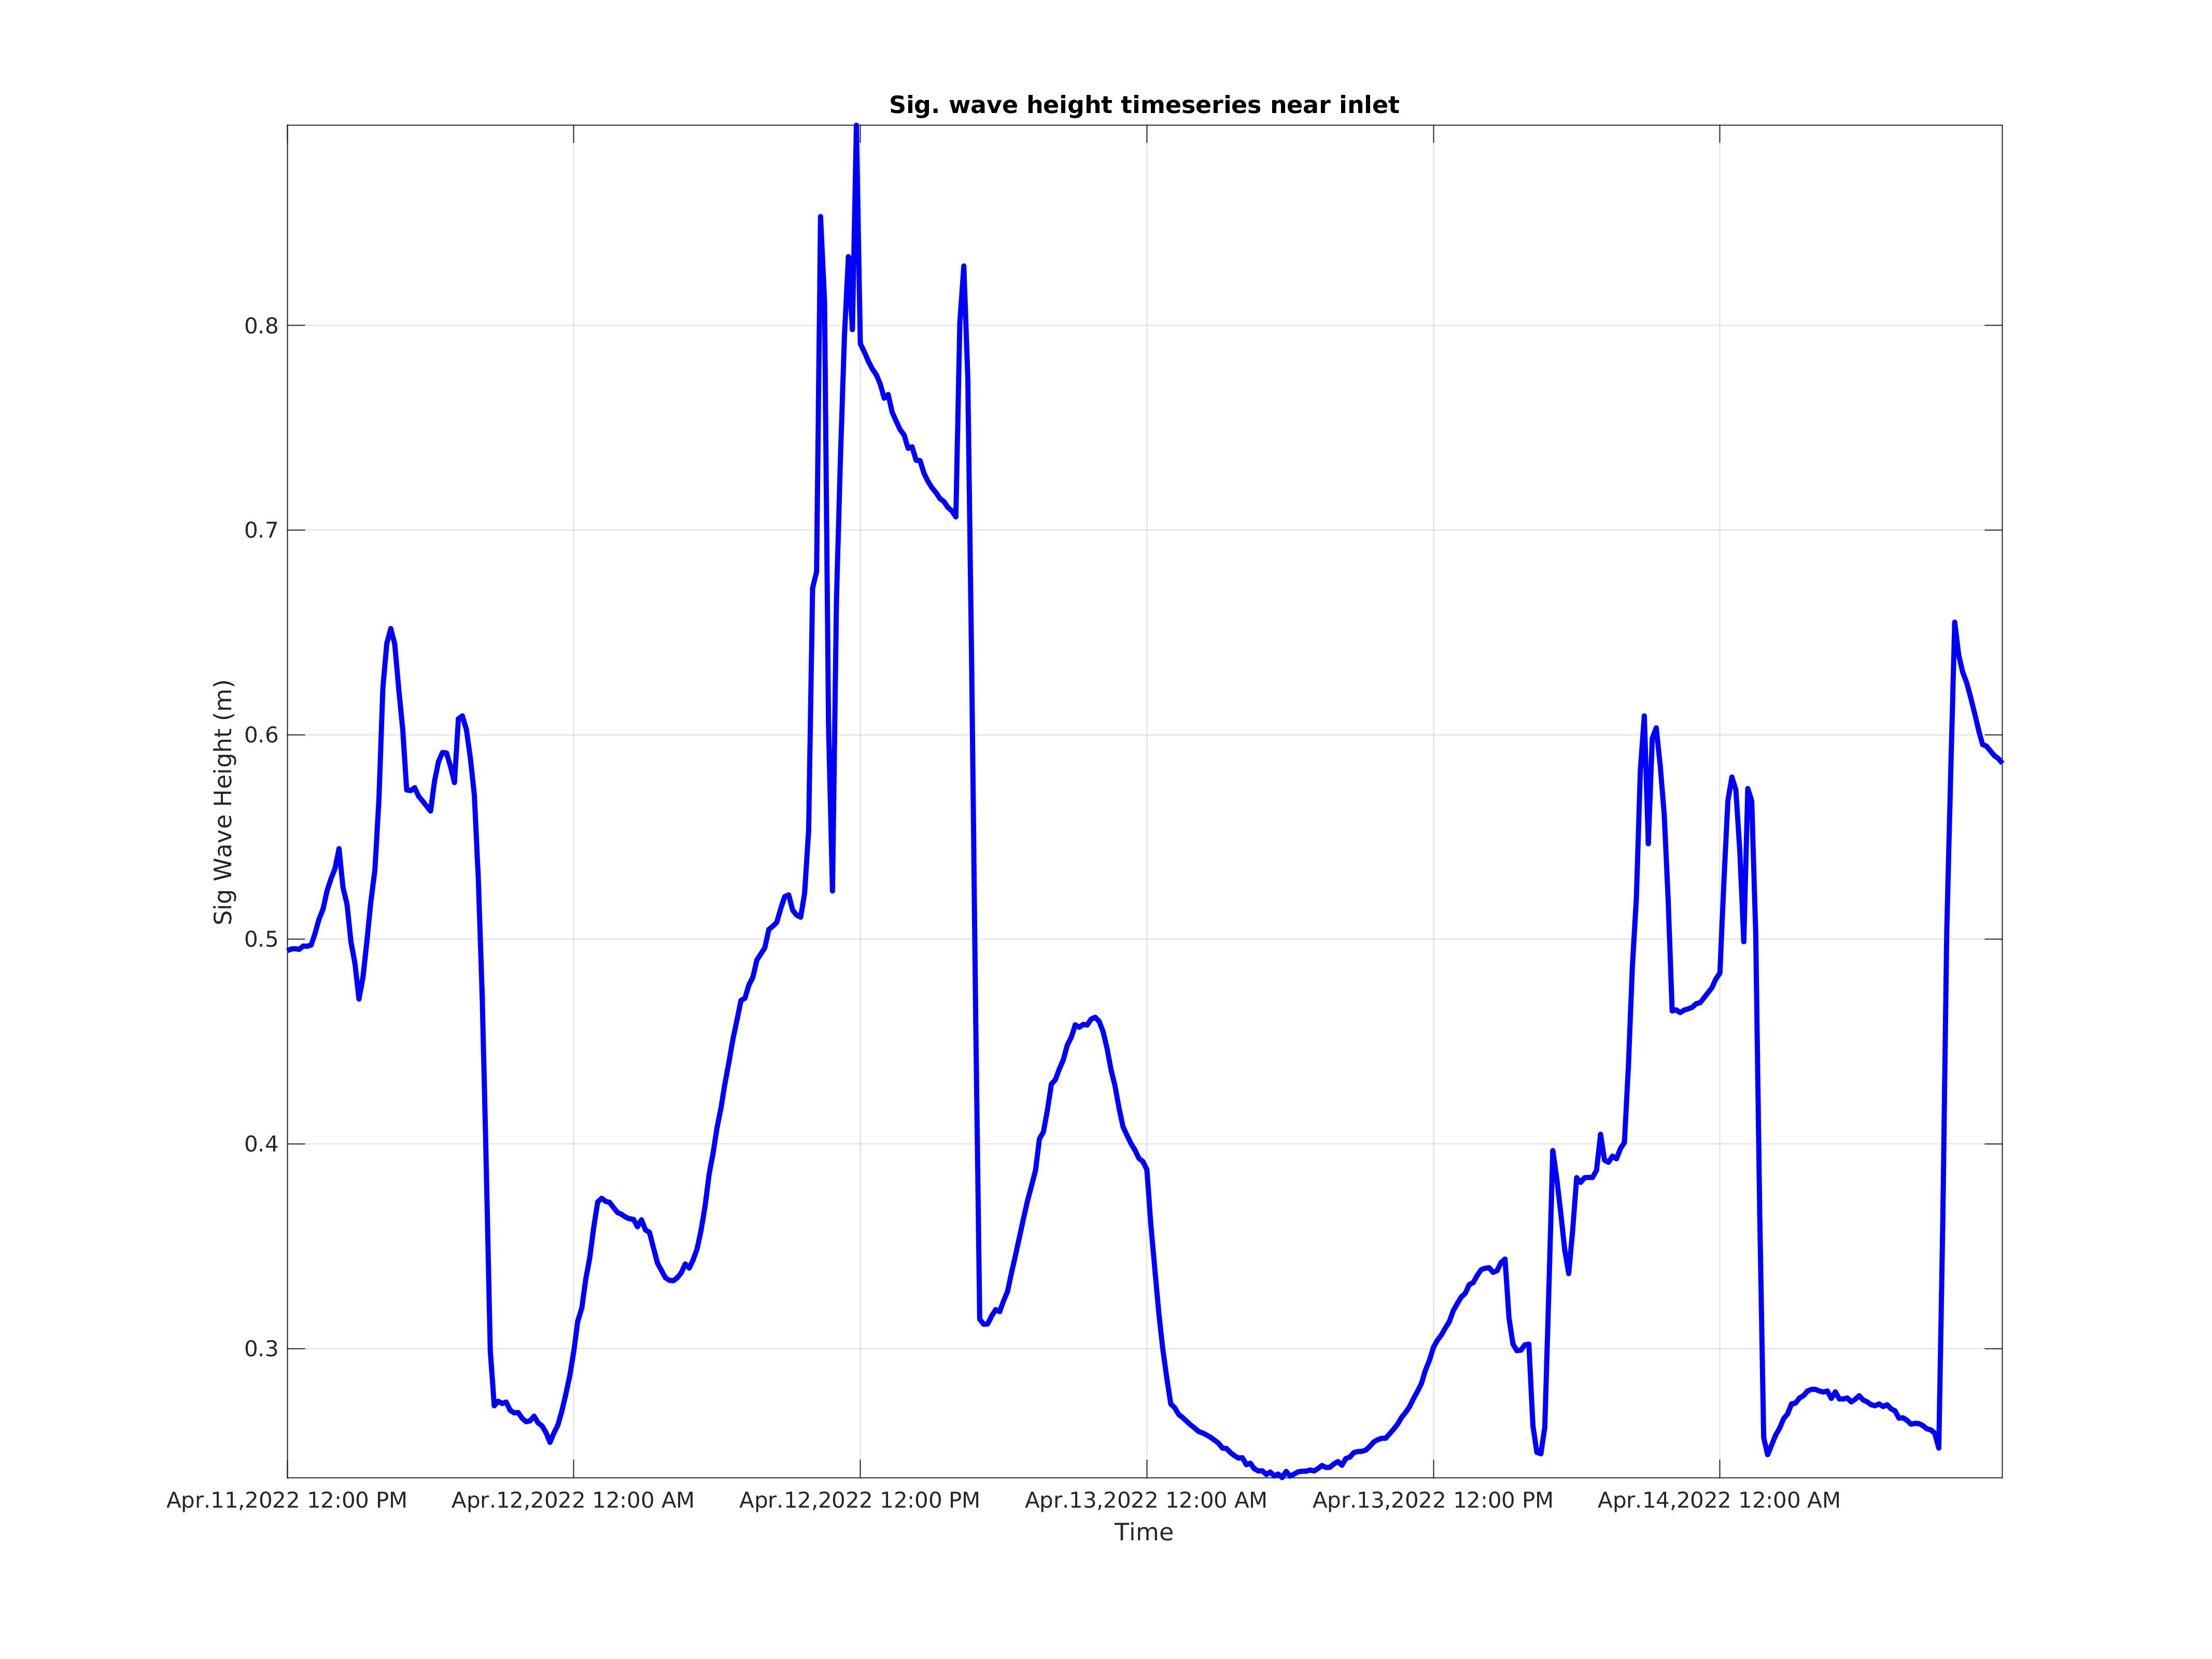 Sig. wave height timeseries near inlet
0.8
0.7
0.6
0.5
0.4
0.3
Sig Wave Height (m)
Apr.11,2022 12:00 PM Apr.12,2022 12:00 AM Apr.12,2022 12:00 PM Apr.13,2022 12:00 AM Apr.13,2022 12:00 PM Apr.14,2022 12:00 AM
Time